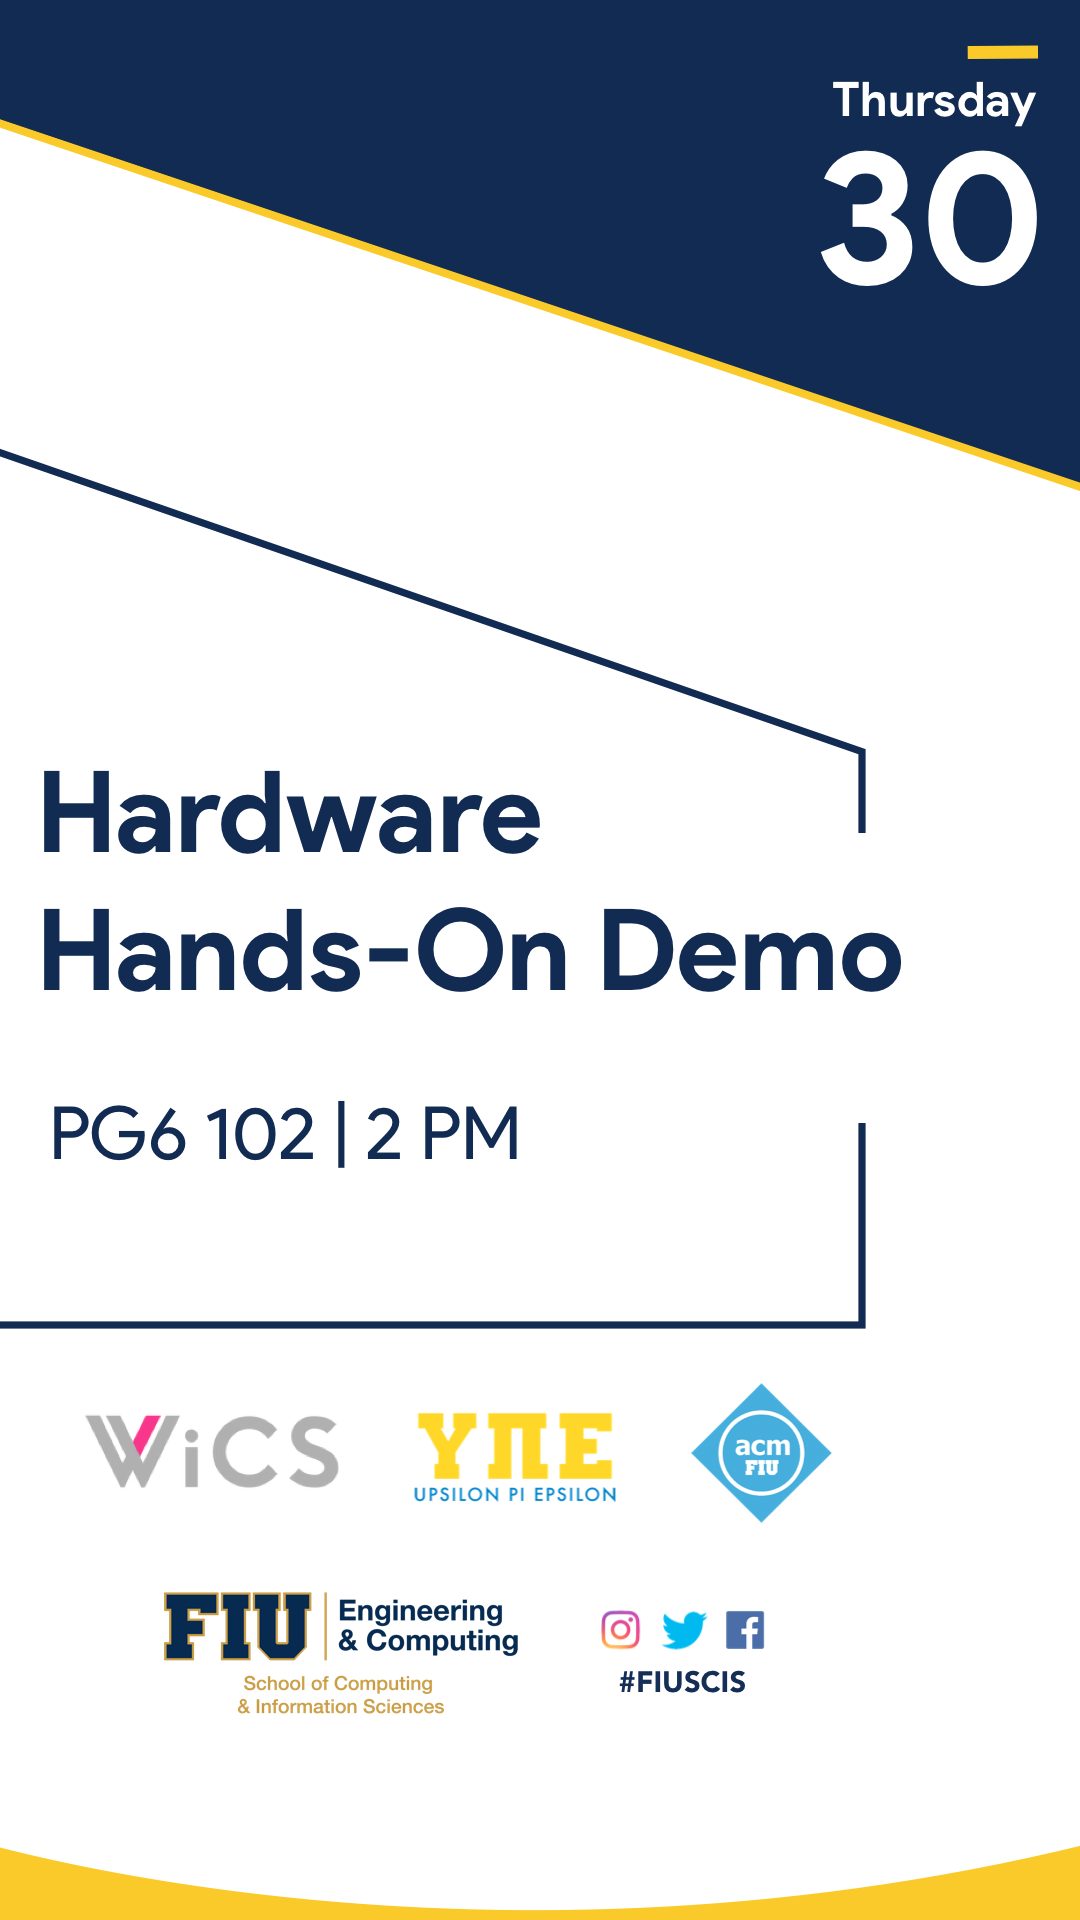 Thursday
30
Hardware
Hands-On Demo
PG6 102 | 2 PM
WiCS
ΥΠΕ
UPSILON PI EPSILON
acm
FIU
FIU
Engineering
& Computing
School of Computing
& Information Sciences
#FIUSCIS